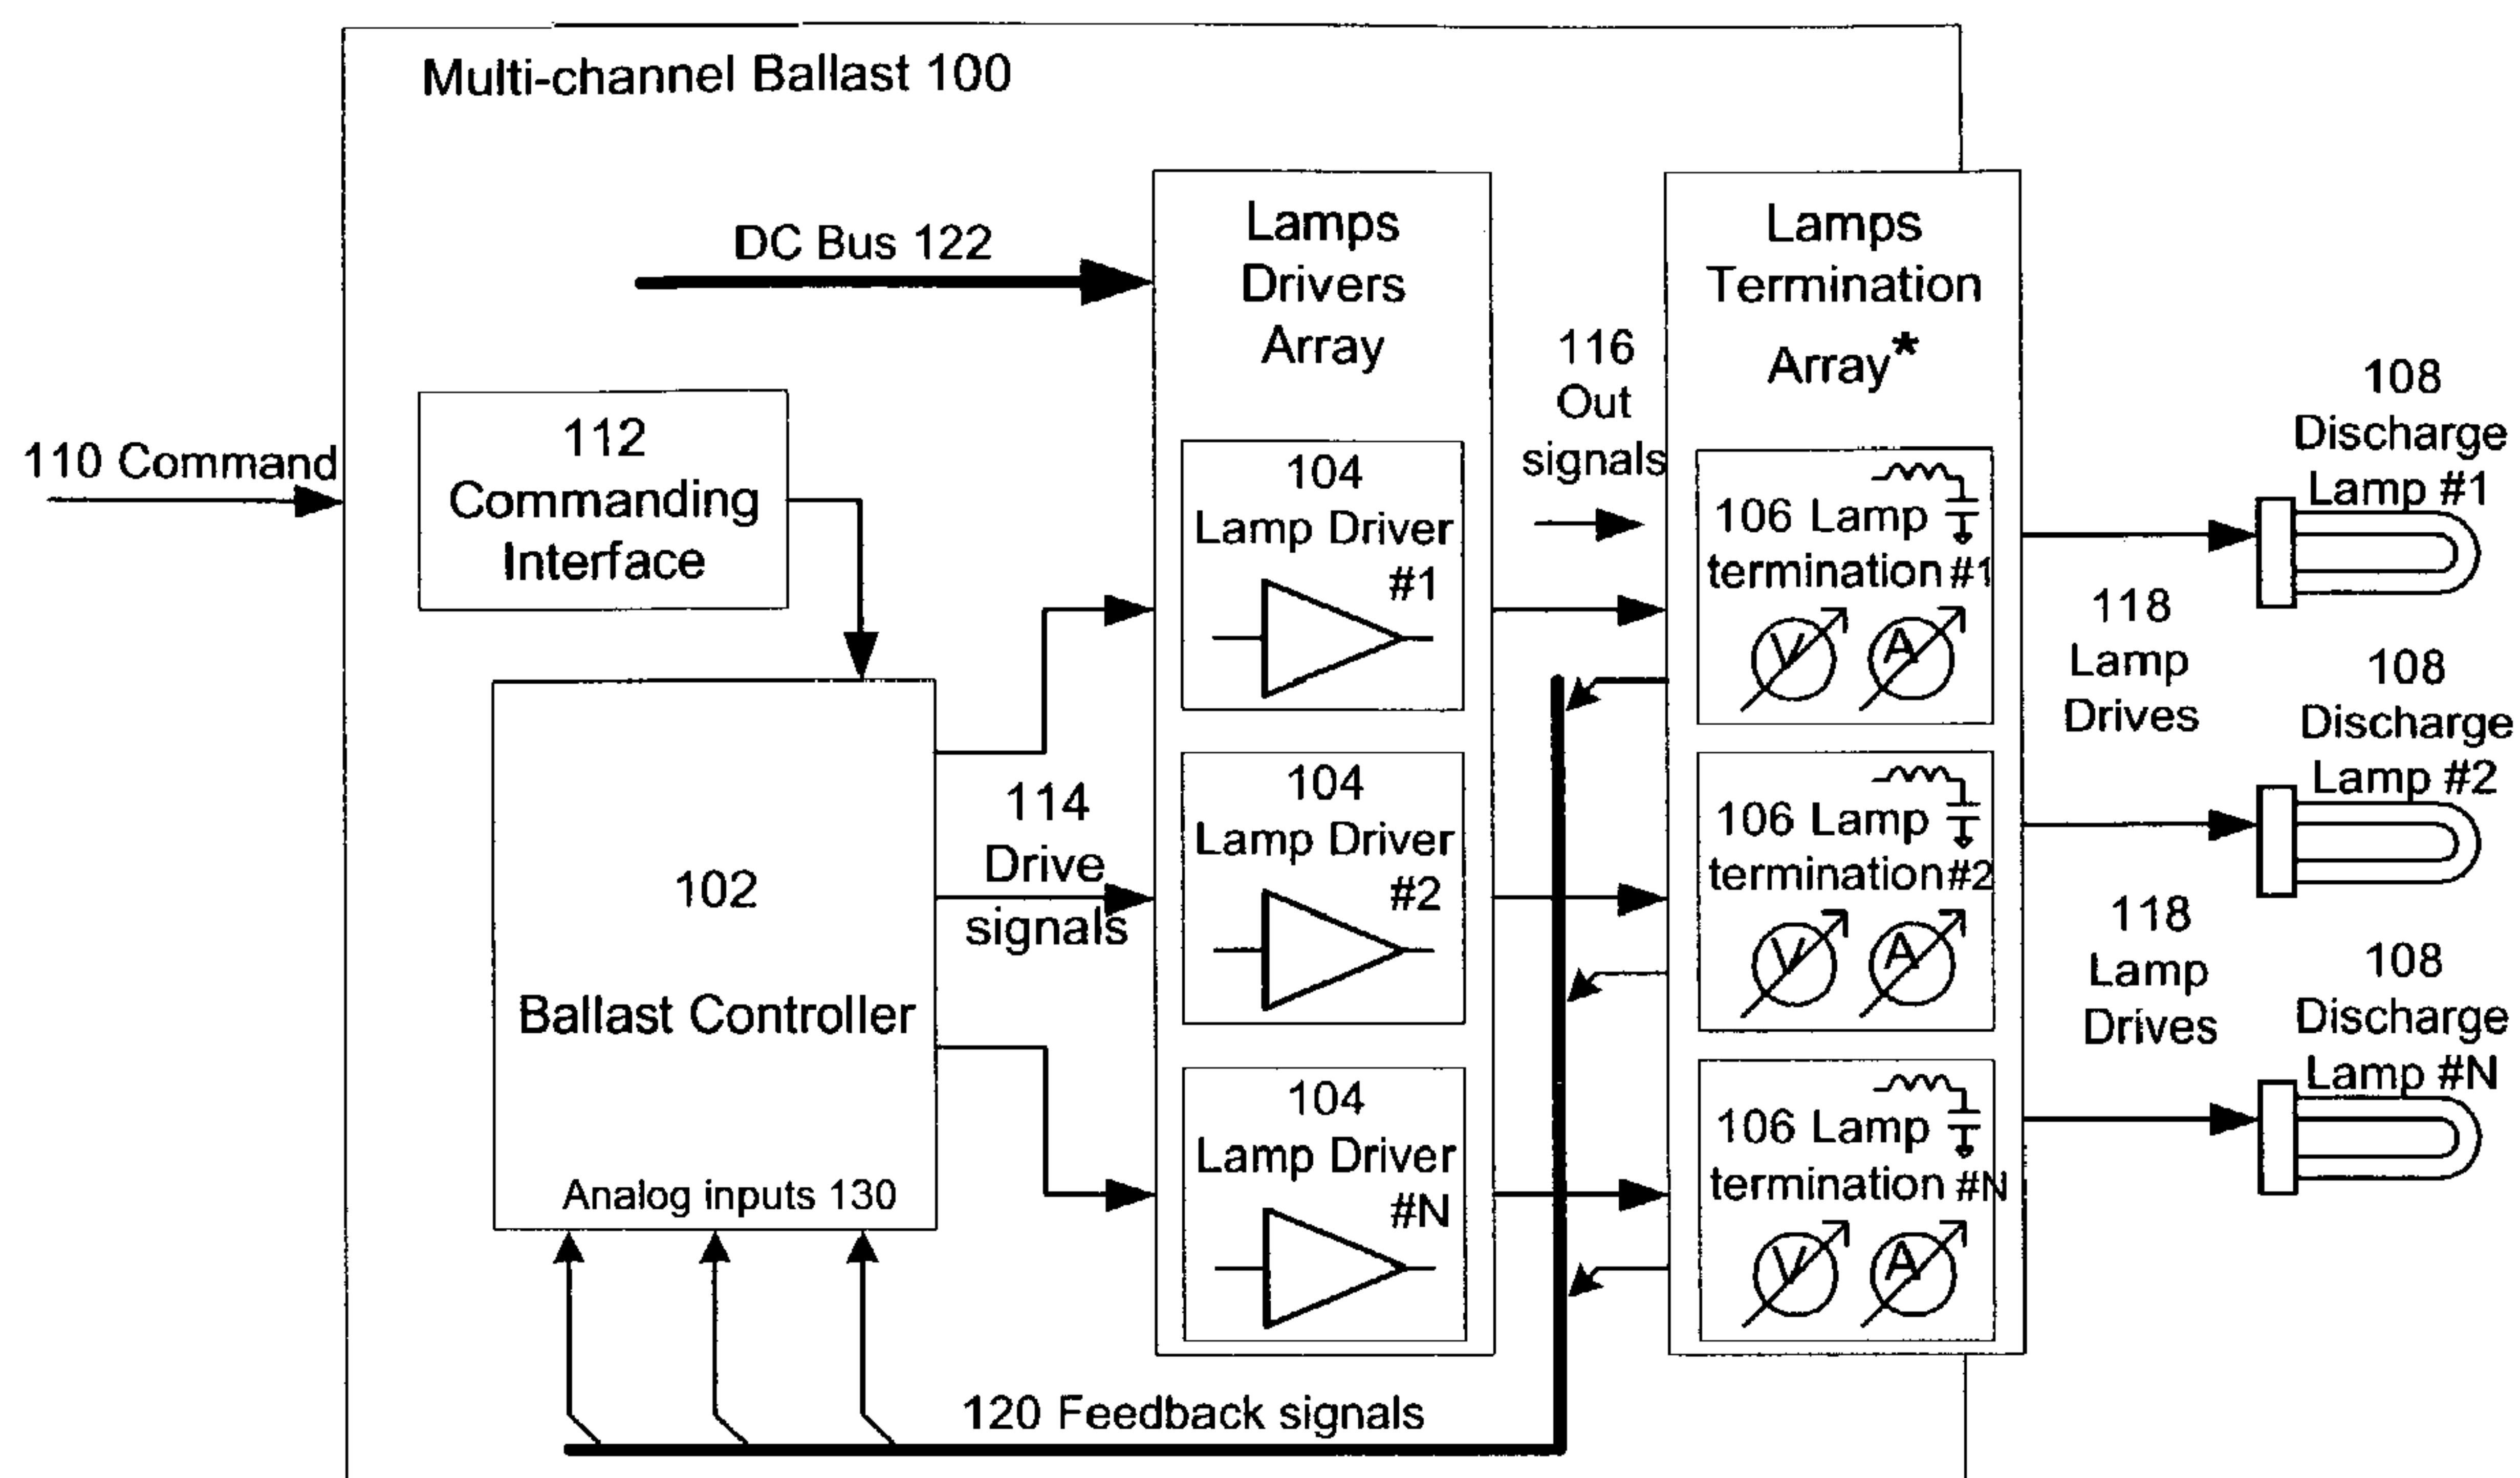 Multi-channel Ballast 100
DC Bus 122
110 Command
112
Commanding
Interface
102
Ballast Controller
Analog inputs 130
114
Drive
signals
Lamps
Drivers
Array
104
Lamp Driver
#1
104
Lamp Driver
#2
104
Lamp Driver
#N
116
Out
signals
120 Feedback signals
Lamps
Termination
Array*
106 Lamp
termination #1
V A
106 Lamp
termination #2
V A
106 Lamp
termination #N
V A
118
Lamp
Drives
118
Lamp
Drives
108
Discharge
Lamp #1
108
Discharge
Lamp #2
108
Discharge
Lamp #N